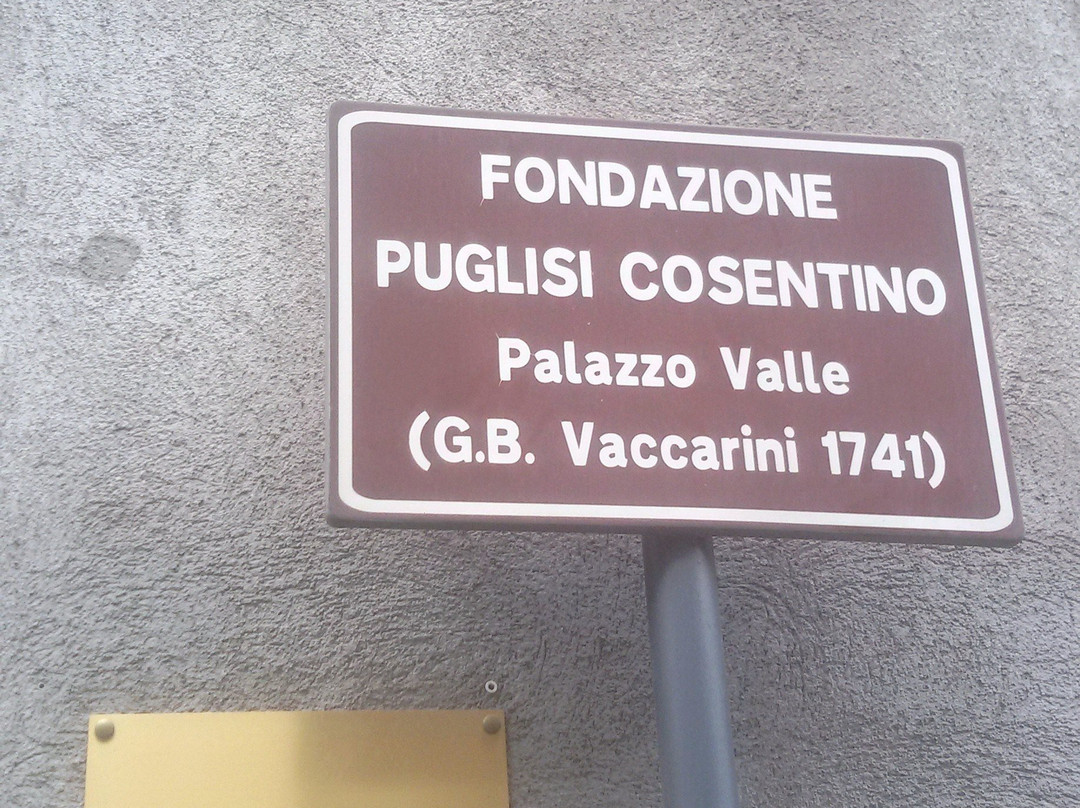 FONDAZIONE
PUGLISI COSENTINO
Palazzo Valle
(G.B. Vaccarini 1741)